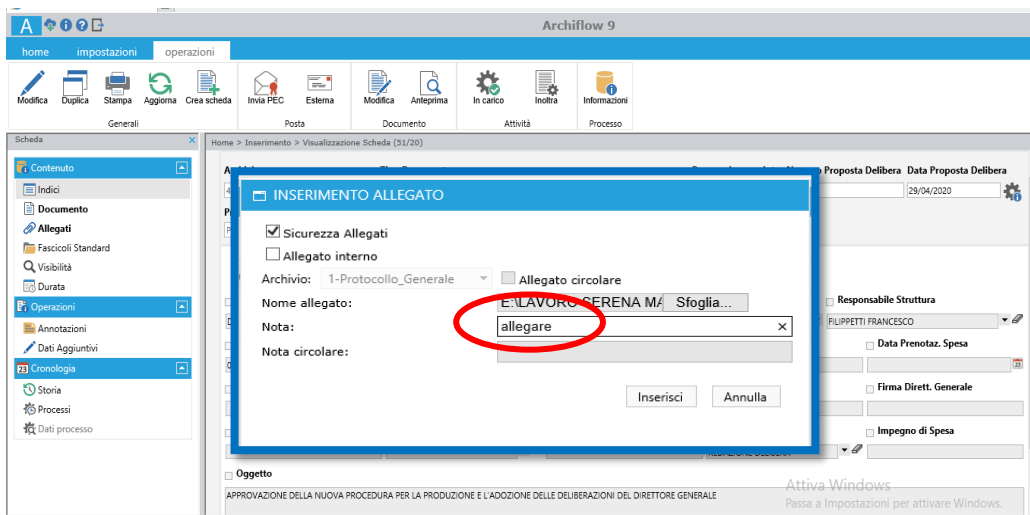 A Archiflow 9
home impostazioni operazioni
Modifica Duplica Stampa Aggiorna Crea scheda Invia PEC Esterna Modifica Anteprima In carico Inoltra Informazioni
Generali Posta Documento Attività Processo
Scheda
Home > Inserimento > Visualizzazione Scheda (51/20)
Contenuto
Indici
Documento
Allegati
Fascicoli Standard
Visibilità
Durata
Operazioni
Annotazioni
Dati Aggiuntivi
23 Cronologia
Storia
Processi
Dati processo
Proposta Delibera Data Proposta Delibera
29/04/2020
INSERIMENTO ALLEGATO
Sicurezza Allegati
Allegato interno
Archivio: 1-Protocollo_Generale Allegato circolare
Nome allegato: E:\LAVORO SERENA MA Sfoglia...
Nota: allegare
Nota circolare:
Inserisci Annulla
Responsabile Struttura
FILIPPETTI FRANCESCO
Data Prenotaz. Spesa
23
Firma Dirett. Generale
Impegno di Spesa
Oggetto
APPROVAZIONE DELLA NUOVA PROCEDURA PER LA PRODUZIONE E L'ADOZIONE DELLE DELIBERAZIONI DEL DIRETTORE GENERALE
Attiva Windows
Passa a Impostazioni per attivare Windows.